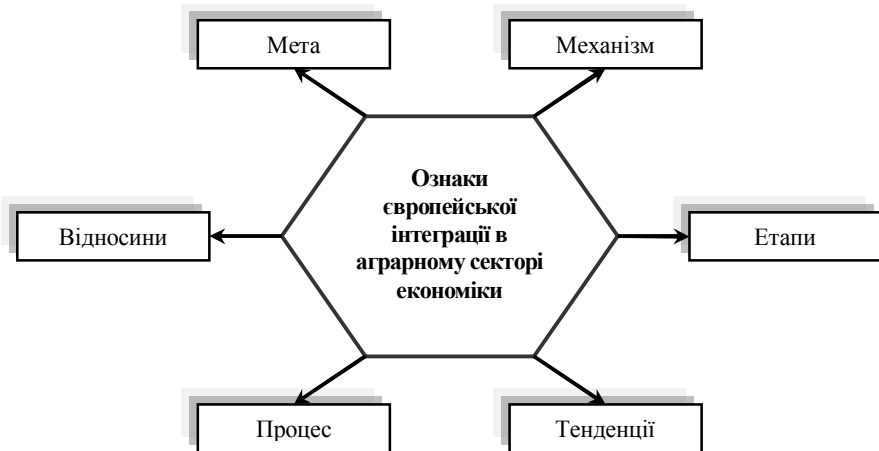 Мета
Механізм
Ознаки
європейської
інтеграції в
аграрному секторі
економіки
Відносини
Етапи
Процес
Тенденції